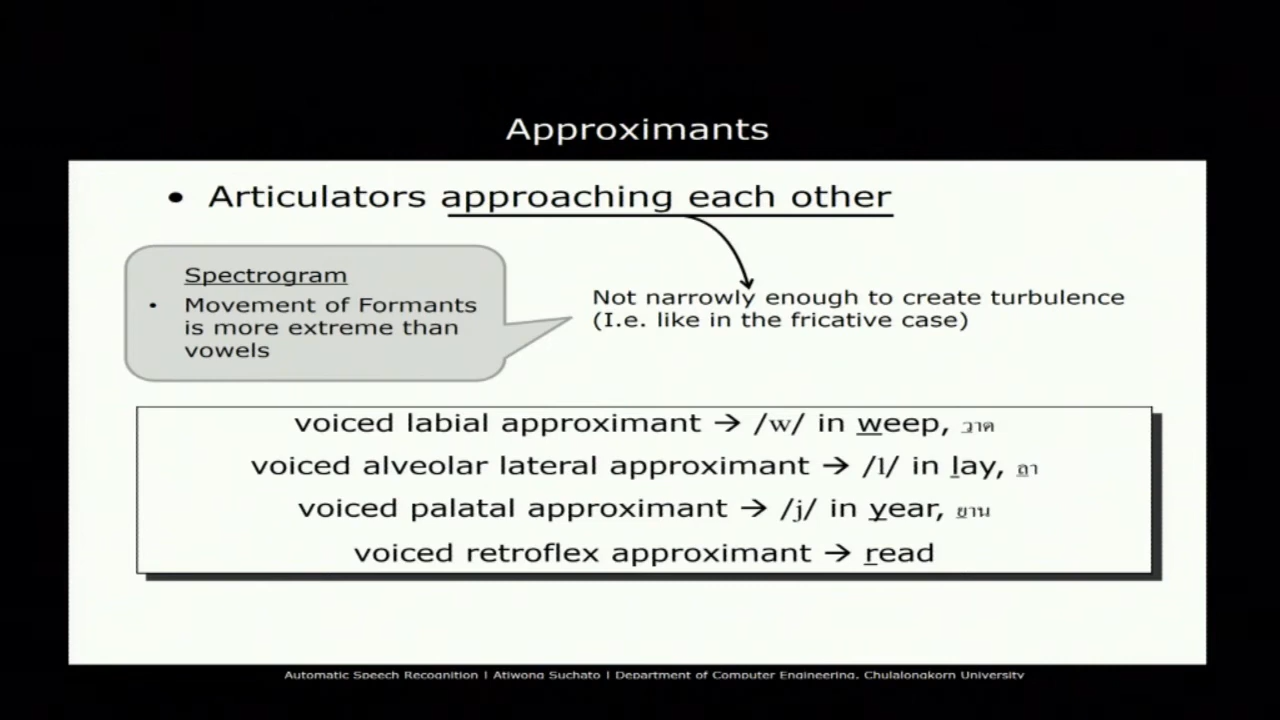 Approximants
• Articulators approaching each other
Spectrogram
• Movement of Formants
is more extreme than
vowels
Not narrowly enough to create turbulence
(I.e. like in the fricative case)
voiced labial approximant → /w/ in weep, วาด
voiced alveolar lateral approximant → /l/ in lay, ลา
voiced palatal approximant → /j/ in year, ยาน
voiced retroflex approximant → read
Automatic Speech Recognition | Atiwong Suchato | Department of Computer Engineering, Chulalongkorn University